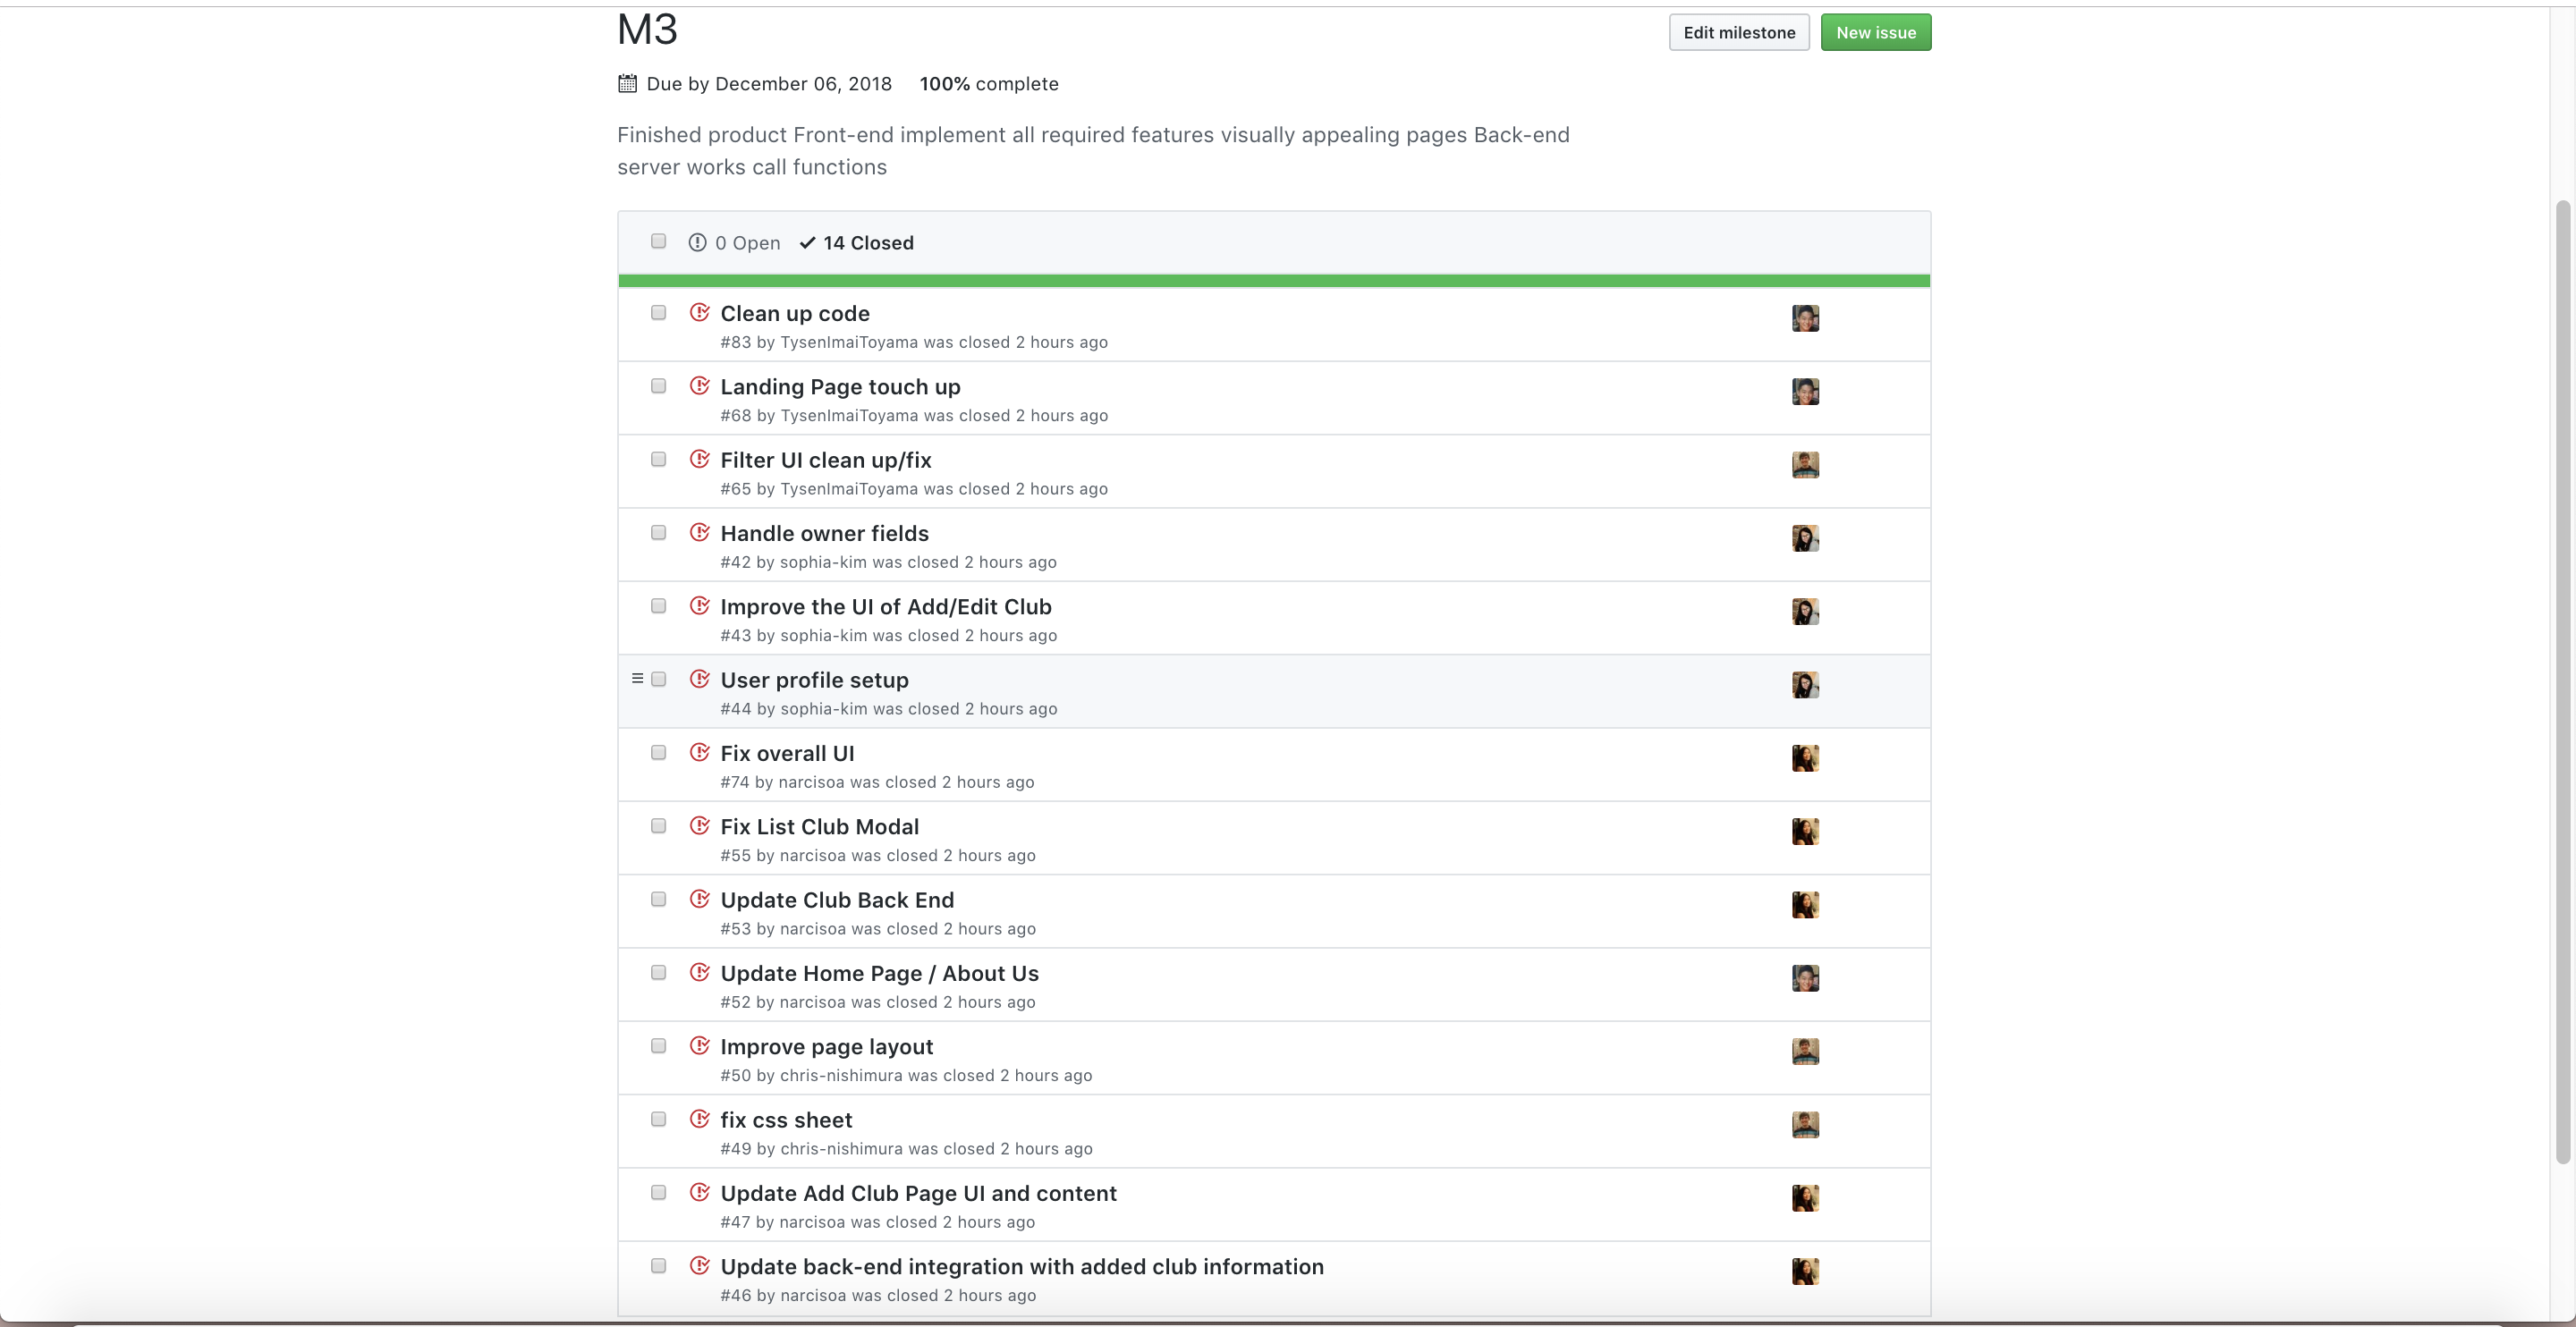 M3
Edit milestone
New issue
Due by December 06, 2018 100% complete
Finished product Front-end implement all required features visually appealing pages Back-end
server works call functions
0 Open 14 Closed
Clean up code
#83 by TysenImaiToyama was closed 2 hours ago
Landing Page touch up
#68 by TysenImaiToyama was closed 2 hours ago
Filter UI clean up/fix
#65 by TysenImaiToyama was closed 2 hours ago
Handle owner fields
#42 by sophia-kim was closed 2 hours ago
Improve the UI of Add/Edit Club
#43 by sophia-kim was closed 2 hours ago
User profile setup
#44 by sophia-kim was closed 2 hours ago
Fix overall UI
#74 by narcisoa was closed 2 hours ago
Fix List Club Modal
#55 by narcisoa was closed 2 hours ago
Update Club Back End
#53 by narcisoa was closed 2 hours ago
Update Home Page / About Us
#52 by narcisoa was closed 2 hours ago
Improve page layout
#50 by chris-nishimura was closed 2 hours ago
fix css sheet
#49 by chris-nishimura was closed 2 hours ago
Update Add Club Page UI and content
#47 by narcisoa was closed 2 hours ago
Update back-end integration with added club information
#46 by narcisoa was closed 2 hours ago